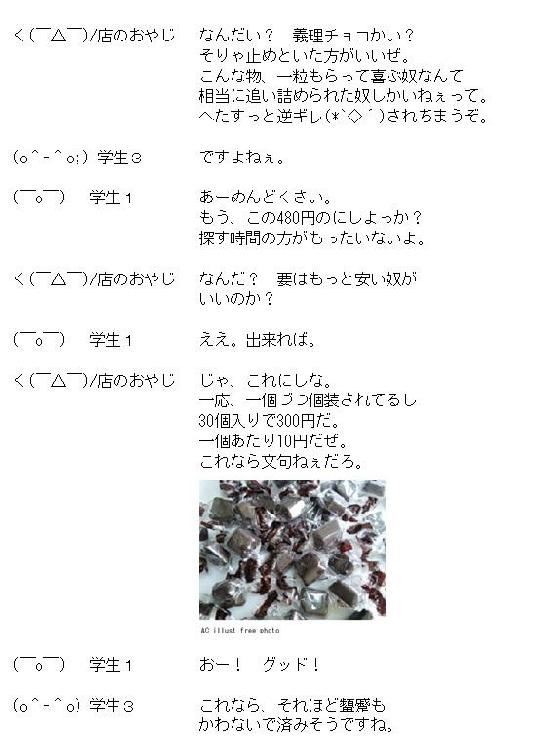 く(￣△￣)/店のおやじ　なんだい？　義理チョコかい？
そりゃ止めといた方がいいぜ。
こんな物、一粒もらって喜ぶ奴なんて
相当に追い詰められた奴しかいねぇって。
へたすっと逆ギレ(*`◇´)されちまうぞ。
(o＾-＾o;) 学生３　ですよねぇ。
(￣o￣)　学生１　あーめんどくさい。
もう、この480円のにしよっか？
探す時間の方がもったいないよ。
く(￣△￣)/店のおやじ　なんだ？　要はもっと安い奴が
いいのか？
(￣o￣)　学生１　ええ。出来れば。
く(￣△￣)/店のおやじ　じゃ、これにしな。
一応、一個づつ個装されてるし
30個入りで300円だ。
一個あたり10円だぜ。
これなら文句ねぇだろ。
AC illust free photo
(￣o￣)　学生１　おー！　グッド！
(o＾-＾o) 学生３　これなら、それほど顰蹙も
かわないで済みそうですね。